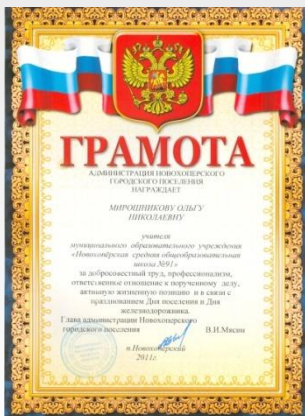 ГРАМОТА
АДМИНИСТРАЦИЯ НОВОХОПЕРСКОГО
ГОРОДСКОГО ПОСЕЛЕНИЯ
НАГРАЖДАЕТ
МИРОШНИКОВУ ОЛЬГУ
НИКОЛАЕВНУ
учителя
муниципального образовательного учреждения
«Новохопёрская средняя общеобразовательная
школа №91»
за добросовестный труд, профессионализм,
ответственные отношение к порученному делу,
активную жизненную позицию и в связи с
празднованием Дня поселения и Дня
железнодорожника.
Глава администрации Новохоперского
городского поселения В.И.Мясин
п.Новохоперский
2011г.